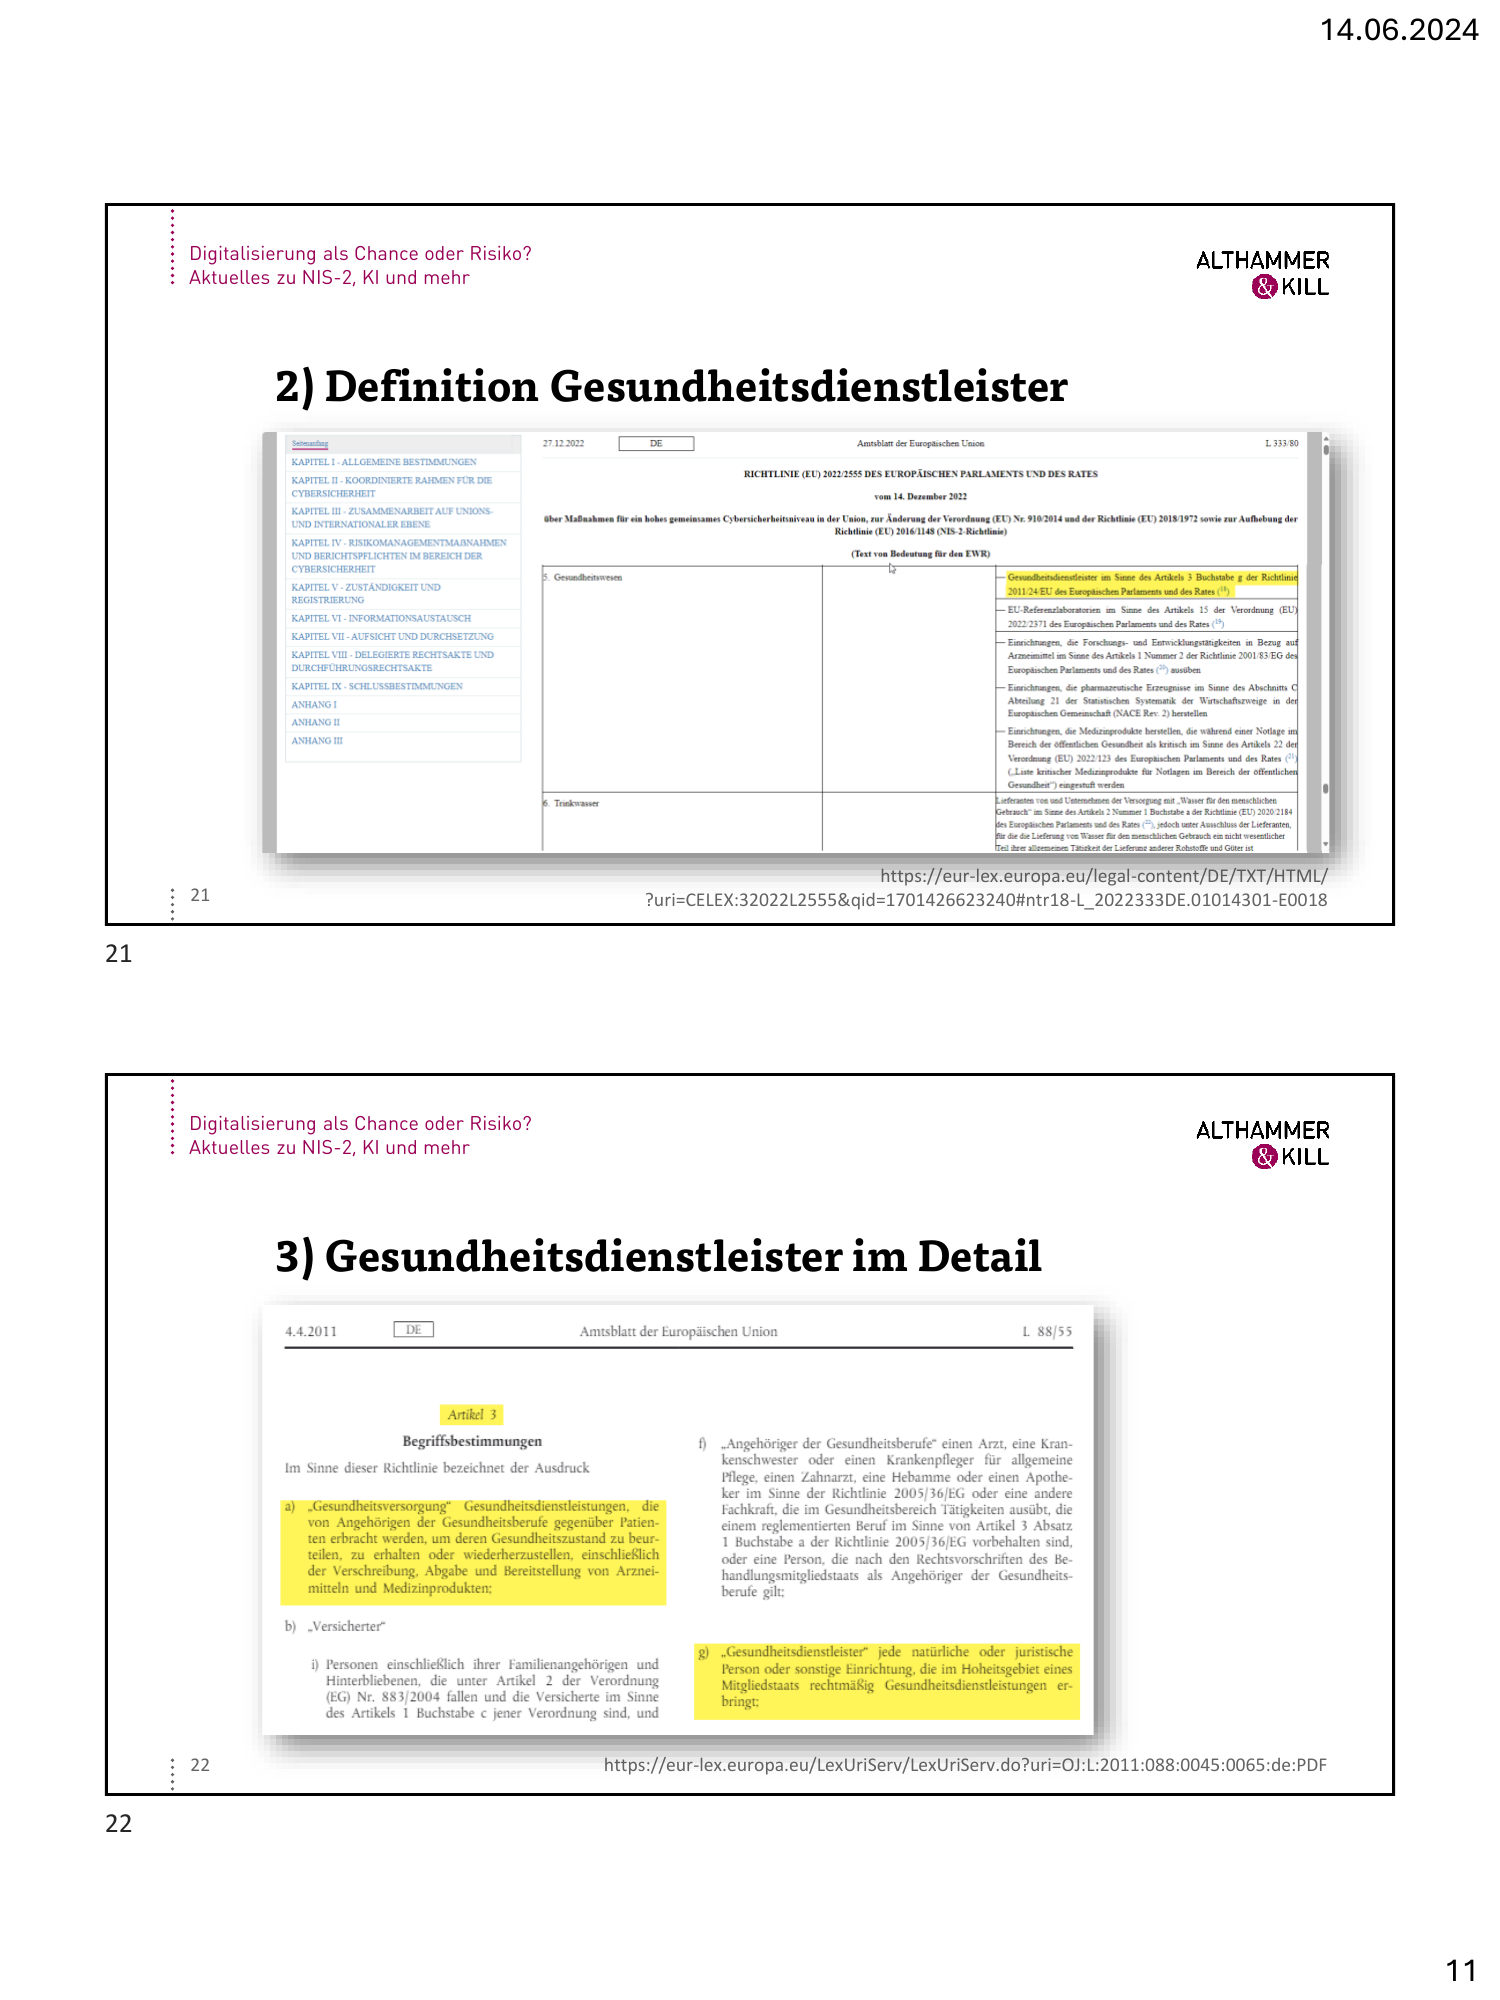 14.06.2024
Digitalisierung als Chance oder Risiko?
Aktuelles zu NIS-2, KI und mehr
ALTHAMMER
& KILL
2) Definition Gesundheitsdienstleister
Seitenanfang
KAPITEL I - ALLGEMEINE BESTIMMUNGEN
KAPITEL II - KOORDINIERTE RAHMEN FÜR DIE
CYBERSICHERHEIT
KAPITEL III - ZUSAMMENARBEIT AUF UNIONS-
UND INTERNATIONALER EBENE
KAPITEL IV - RISIKOMANAGEMENTMAẞNAHMEN
UND BERICHTSPFLICHTEN IM BEREICH DER
CYBERSICHERHEIT
KAPITEL V - ZUSTÄNDIGKEIT UND
REGISTRIERUNG
KAPITEL VI - INFORMATIONSAUSTAUSCH
KAPITEL VII - AUFSICHT UND DURCHSETZUNG
KAPITEL VIII - DELEGIERTE RECHTSAKTE UND
DURCHFÜHRUNGSRECHTSAKTE
KAPITEL IX - SCHLUSSBESTIMMUNGEN
ANHANG I
ANHANG II
ANHANG III
27.12.2022 DE Amtsblatt der Europäischen Union L 333/80
RICHTLINIE (EU) 2022/2555 DES EUROPÄISCHEN PARLAMENTS UND DES RATES
vom 14. Dezember 2022
über Maßnahmen für ein hohes gemeinsames Cybersicherheitsniveau in der Union, zur Änderung der Verordnung (EU) Nr. 910/2014 und der Richtlinie (EU) 2018/1972 sowie zur Aufhebung der
Richtlinie (EU) 2016/1148 (NIS-2-Richtlinie)
(Text von Bedeutung für den EWR)
5. Gesundheitswesen
— Gesundheitsdienstleister im Sinne des Artikels 3 Buchstabe g der Richtlinie
2011/24/EU des Europäischen Parlaments und des Rates (18)
— EU-Referenzlaboratorien im Sinne des Artikels 15 der Verordnung (EU)
2022/2371 des Europäischen Parlaments und des Rates (19)
— Einrichtungen, die Forschungs- und Entwicklungstätigkeiten in Bezug auf
Arzneimittel im Sinne des Artikels 1 Nummer 2 der Richtlinie 2001/83/EG des
Europäischen Parlaments und des Rates (20) ausüben
— Einrichtungen, die pharmazeutische Erzeugnisse im Sinne des Abschnitts C
Abteilung 21 der Statistischen Systematik der Wirtschaftszweige in der
Europäischen Gemeinschaft (NACE Rev. 2) herstellen
— Einrichtungen, die Medizinprodukte herstellen, die während einer Notlage im
Bereich der öffentlichen Gesundheit als kritisch im Sinne des Artikels 22 der
Verordnung (EU) 2022/123 des Europäischen Parlaments und des Rates (21)
(„Liste kritischer Medizinprodukte für Notlagen im Bereich der öffentlichen
Gesundheit“) eingestuft werden
6. Trinkwasser
Lieferanten von und Unternehmen der Versorgung mit „Wasser für den menschlichen
Gebrauch“ im Sinne des Artikels 2 Nummer 1 Buchstabe a der Richtlinie (EU) 2020/2184
des Europäischen Parlaments und des Rates (22), jedoch unter Ausschluss der Lieferanten,
für die die Lieferung von Wasser für den menschlichen Gebrauch ein nicht wesentlicher
Teil ihrer allgemeinen Tätigkeit der Lieferung anderer Rohstoffe und Güter ist
https://eur-lex.europa.eu/legal-content/DE/TXT/HTML/
?uri=CELEX:32022L2555&qid=1701426623240#ntr18-L_2022333DE.01014301-E0018
21
21
Digitalisierung als Chance oder Risiko?
Aktuelles zu NIS-2, KI und mehr
ALTHAMMER
& KILL
3) Gesundheitsdienstleister im Detail
4.4.2011 DE Amtsblatt der Europäischen Union L 88/55
Artikel 3
Begriffsbestimmungen
Im Sinne dieser Richtlinie bezeichnet der Ausdruck
a) „Gesundheitsversorgung“ Gesundheitsdienstleistungen, die
von Angehörigen der Gesundheitsberufe gegenüber Patien-
ten erbracht werden, um deren Gesundheitszustand zu beur-
teilen, zu erhalten oder wiederherzustellen, einschließlich
der Verschreibung, Abgabe und Bereitstellung von Arznei-
mitteln und Medizinprodukten;
b) „Versicherter“
i) Personen einschließlich ihrer Familienangehörigen und
Hinterbliebenen, die unter Artikel 2 der Verordnung
(EG) Nr. 883/2004 fallen und die Versicherte im Sinne
des Artikels 1 Buchstabe c jener Verordnung sind, und
f) „Angehöriger der Gesundheitsberufe“ einen Arzt, eine Kran-
kenschwester oder einen Krankenpfleger für allgemeine
Pflege, einen Zahnarzt, eine Hebamme oder einen Apothe-
ker im Sinne der Richtlinie 2005/36/EG oder eine andere
Fachkraft, die im Gesundheitsbereich Tätigkeiten ausübt, die
einem reglementierten Beruf im Sinne von Artikel 3 Absatz
1 Buchstabe a der Richtlinie 2005/36/EG vorbehalten sind,
oder eine Person, die nach den Rechtsvorschriften des Be-
handlungsmitgliedstaats als Angehöriger der Gesundheits-
berufe gilt;
g) „Gesundheitsdienstleister“ jede natürliche oder juristische
Person oder sonstige Einrichtung, die im Hoheitsgebiet eines
Mitgliedstaats rechtmäßig Gesundheitsdienstleistungen er-
bringt;
22
https://eur-lex.europa.eu/LexUriServ/LexUriServ.do?uri=OJ:L:2011:088:0045:0065:de:PDF
22
11